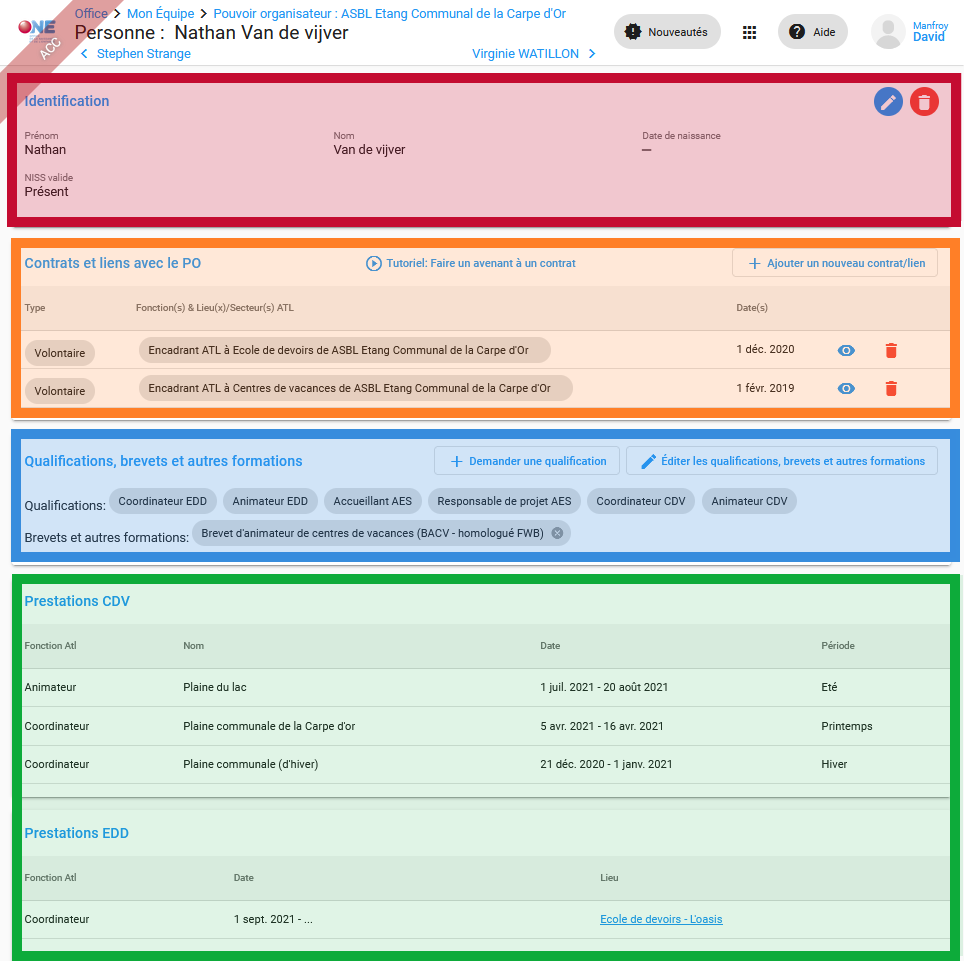 ONE
ACC
Office > Mon Équipe > Pouvoir organisateur : ASBL Etang Communal de la Carpe d'Or
Personne : Nathan Van de vijver
< Stephen Strange
Virginie WATILLON >
Nouveautés
Aide
Manfroy
David
Identification
Prénom Nom Date de naissance
Nathan Van de vijver —
NISS valide
Présent
Contrats et liens avec le PO Tutoriel: Faire un avenant à un contrat + Ajouter un nouveau contrat/lien
Type Fonction(s) & Lieu(x)/Secteur(s) ATL Date(s)
Volontaire Encadrant ATL à Ecole de devoirs de ASBL Etang Communal de la Carpe d'Or 1 déc. 2020
Volontaire Encadrant ATL à Centres de vacances de ASBL Etang Communal de la Carpe d'Or 1 févr. 2019
Qualifications, brevets et autres formations + Demander une qualification Éditer les qualifications, brevets et autres formations
Qualifications: Coordinateur EDD Animateur EDD Accueillant AES Responsable de projet AES Coordinateur CDV Animateur CDV
Brevets et autres formations: Brevet d'animateur de centres de vacances (BACV - homologué FWB)
Prestations CDV
Fonction Atl Nom Date Période
Animateur Plaine du lac 1 juil. 2021 - 20 août 2021 Eté
Coordinateur Plaine communale de la Carpe d'or 5 avr. 2021 - 16 avr. 2021 Printemps
Coordinateur Plaine communale (d'hiver) 21 déc. 2020 - 1 janv. 2021 Hiver
Prestations EDD
Fonction Atl Date Lieu
Coordinateur 1 sept. 2021 - ... Ecole de devoirs - L'oasis